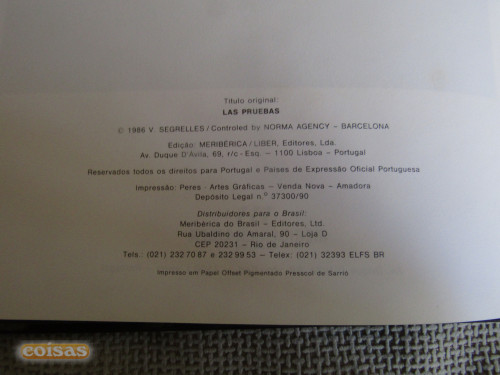 Título original:
LAS PRUEBAS
© 1986 V. SEGRELLES / Controled by NORMA AGENCY – BARCELONA
Edição: MERIBÉRICA / LIBER, Editores, Lda.
Av. Duque D'Ávila, 69, r/c - Esq. – 1100 Lisboa – Portugal
Reservados todos os direitos para Portugal e Países de Expressão Oficial Portuguesa
Impressão: Peres - Artes Gráficas – Venda Nova – Amadora
Depósito Legal n.º 37300/90
Distribuidores para o Brasil:
Meribérica do Brasil – Editores, Ltd.
Rua Ubaldino do Amaral, 90 – Loja D
CEP 20231 – Rio de Janeiro
Tels.: (021) 232 70 87 e 232 99 53 – Telex: (021) 32393 ELFS BR
Impresso em Papel Offset Pigmentado Presscol de Sarrió
coisas